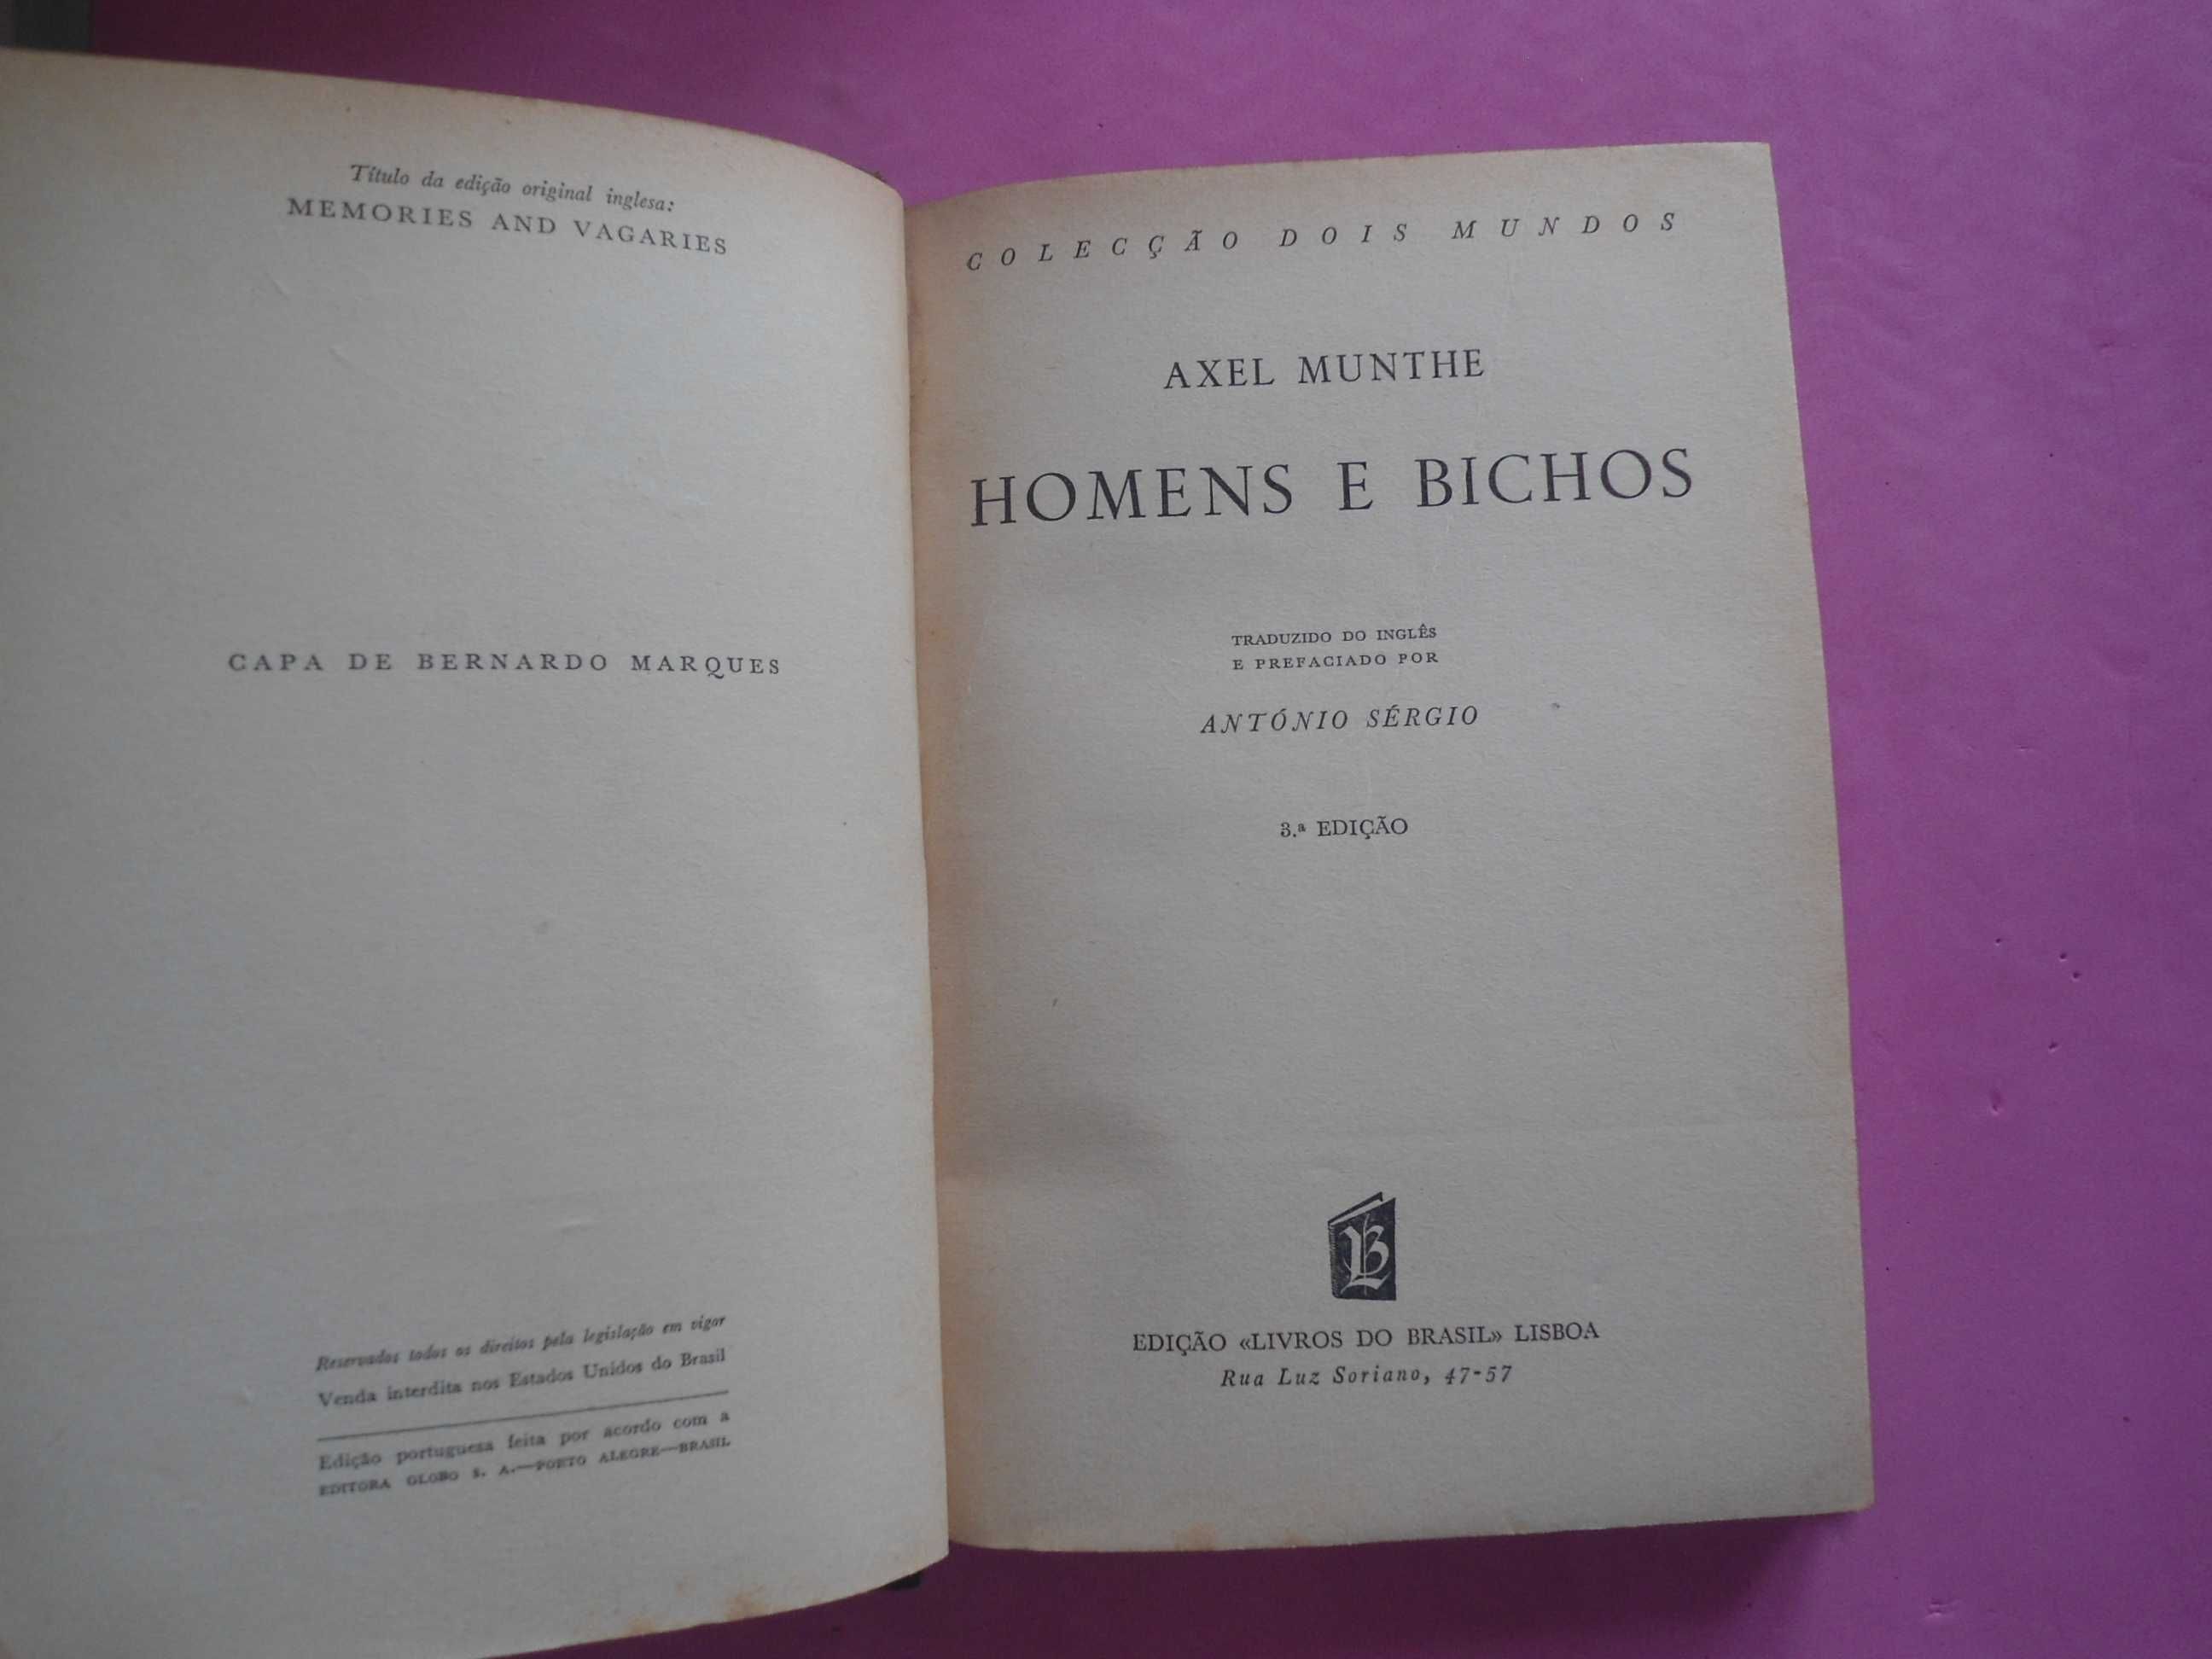 Título da edição original inglesa:
MEMORIES AND VAGARIES
CAPA DE BERNARDO MARQUES
Reservados todos os direitos pela legislação em vigor
Venda interdita nos Estados Unidos do Brasil
Edição portuguesa feita por acordo com a
EDITORA GLOBO S. A.—PORTO ALEGRE—BRASIL
COLECÇÃO DOIS MUNDOS
AXEL MUNTHE
HOMENS E BICHOS
TRADUZIDO DO INGLÊS
E PREFACIADO POR
ANTÓNIO SÉRGIO
3.ª EDIÇÃO
LB
EDIÇÃO «LIVROS DO BRASIL» LISBOA
Rua Luz Soriano, 47-57